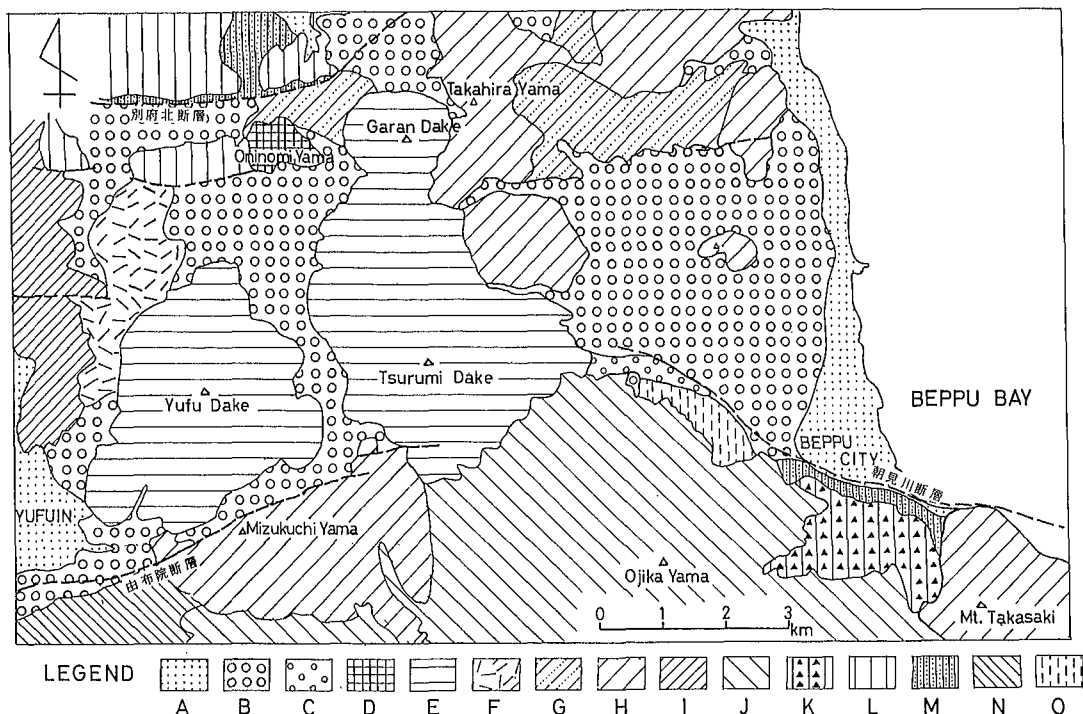 Takahira Yama
別府北断層
Garan Dake
Oninomi Yama
Tsurumi Dake
Yufu Dake
BEPPU BAY
BEPPU
CITY
朝見川断層
YUFUIN
Mizukuchi Yama
由布院断層
Ojika Yama
Mt. Takasaki
0 1 2 3
km
LEGEND
A B C D E F G H I J K L M N O